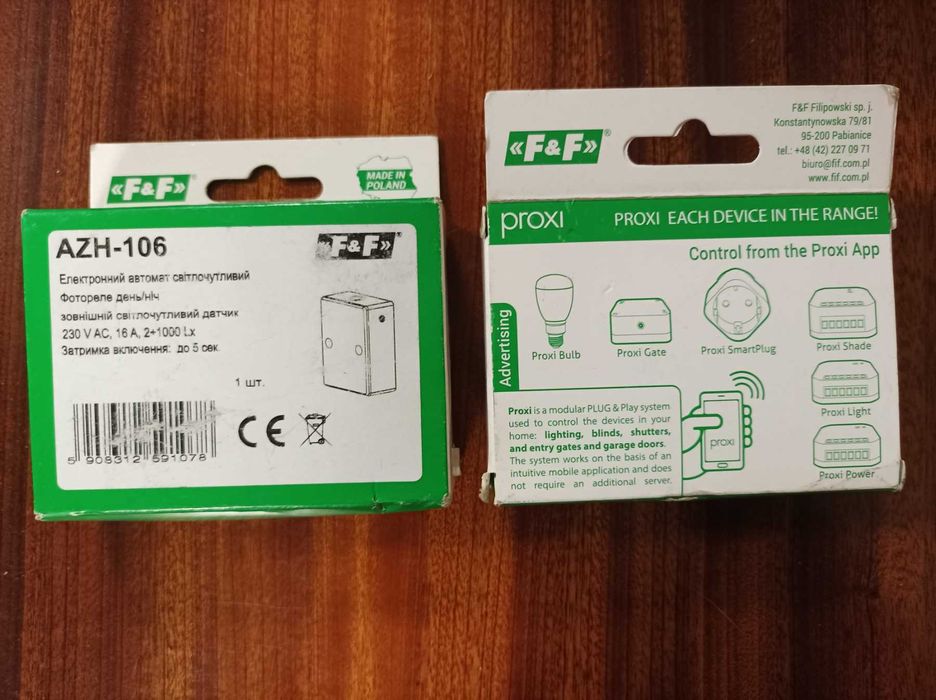 «F&F»
MADE IN
POLAND
AZH-106
«F&F»
Електронний автомат світлочутливий
Фотореле день/ніч
зовнішній світлочутливий датчик
230 V AC, 16 A, 2÷1000 Lx
Затримка включення: до 5 сек.
1 шт.
CE
5 908312 591078
«F&F»®
F&F Filipowski sp. j.
Konstantynowska 79/81
95-200 Pabianice
tel.: +48 (42) 227 09 71
biuro@fif.com.pl
www.fif.com.pl
proxi
PROXI EACH DEVICE IN THE RANGE!
Control from the Proxi App
Advertising
Proxi Bulb
Proxi Gate
Proxi SmartPlug
Proxi Shade
Proxi Light
Proxi Power
Proxi is a modular PLUG & Play system
used to control the devices in your
home: lighting, blinds, shutters,
and entry gates and garage doors.
The system works on the basis of an
intuitive mobile application and does
not require an additional server.
proxi